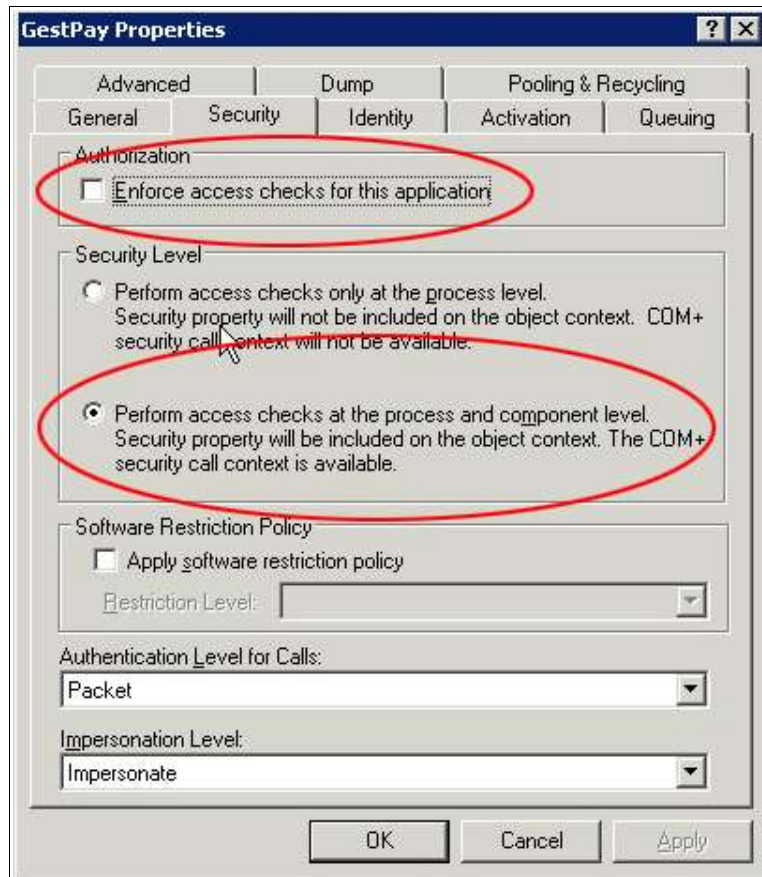 GestPay Properties
Advanced Dump Pooling & Recycling
General Security Identity Activation Queuing
Authorization
Enforce access checks for this application
Security Level
Perform access checks only at the process level.
Security property will not be included on the object context. COM+
security call context will not be available.
Perform access checks at the process and component level.
Security property will be included on the object context. The COM+
security call context is available.
Software Restriction Policy
Apply software restriction policy
Restriction Level:
Authentication Level for Calls:
Packet
Impersonation Level:
Impersonate
OK Cancel Apply